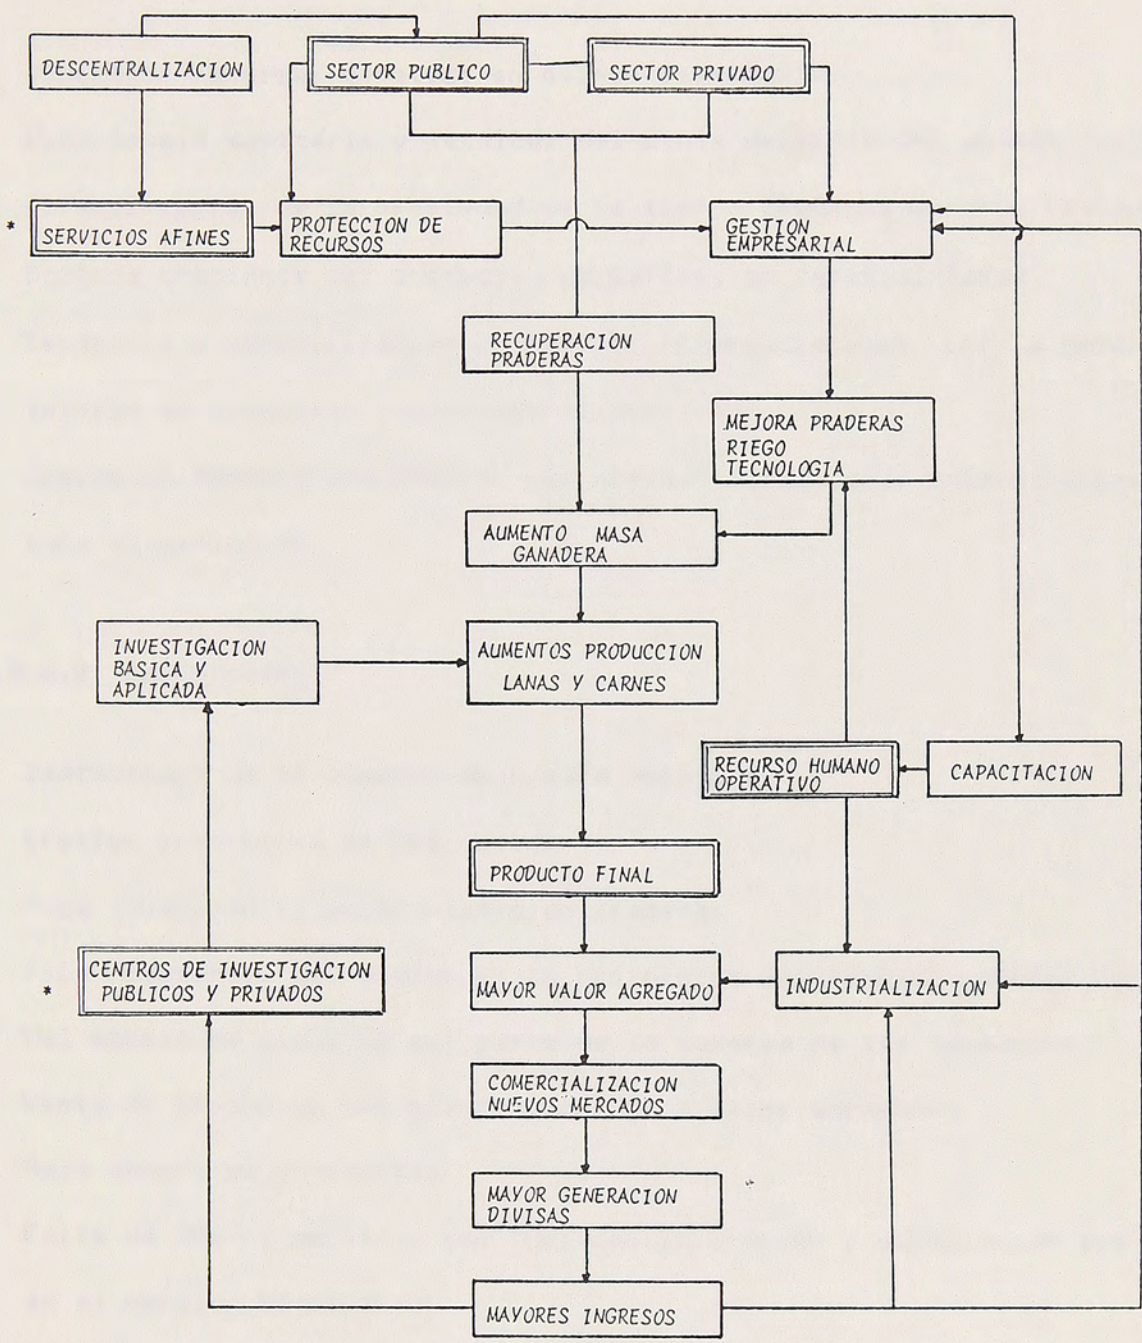 DESCENTRALIZACION
SECTOR PUBLICO
SECTOR PRIVADO
* SERVICIOS AFINES
PROTECCION DE
RECURSOS
GESTION
EMPRESARIAL
RECUPERACION
PRADERAS
MEJORA PRADERAS
RIEGO
TECNOLOGIA
AUMENTO MASA
GANADERA
INVESTIGACION
BASICA Y
APLICADA
AUMENTOS PRODUCCION
LANAS Y CARNES
RECURSO HUMANO
OPERATIVO
CAPACITACION
PRODUCTO FINAL
* CENTROS DE INVESTIGACION
PUBLICOS Y PRIVADOS
MAYOR VALOR AGREGADO
INDUSTRIALIZACION
COMERCIALIZACION
NUEVOS MERCADOS
MAYOR GENERACION
DIVISAS
MAYORES INGRESOS